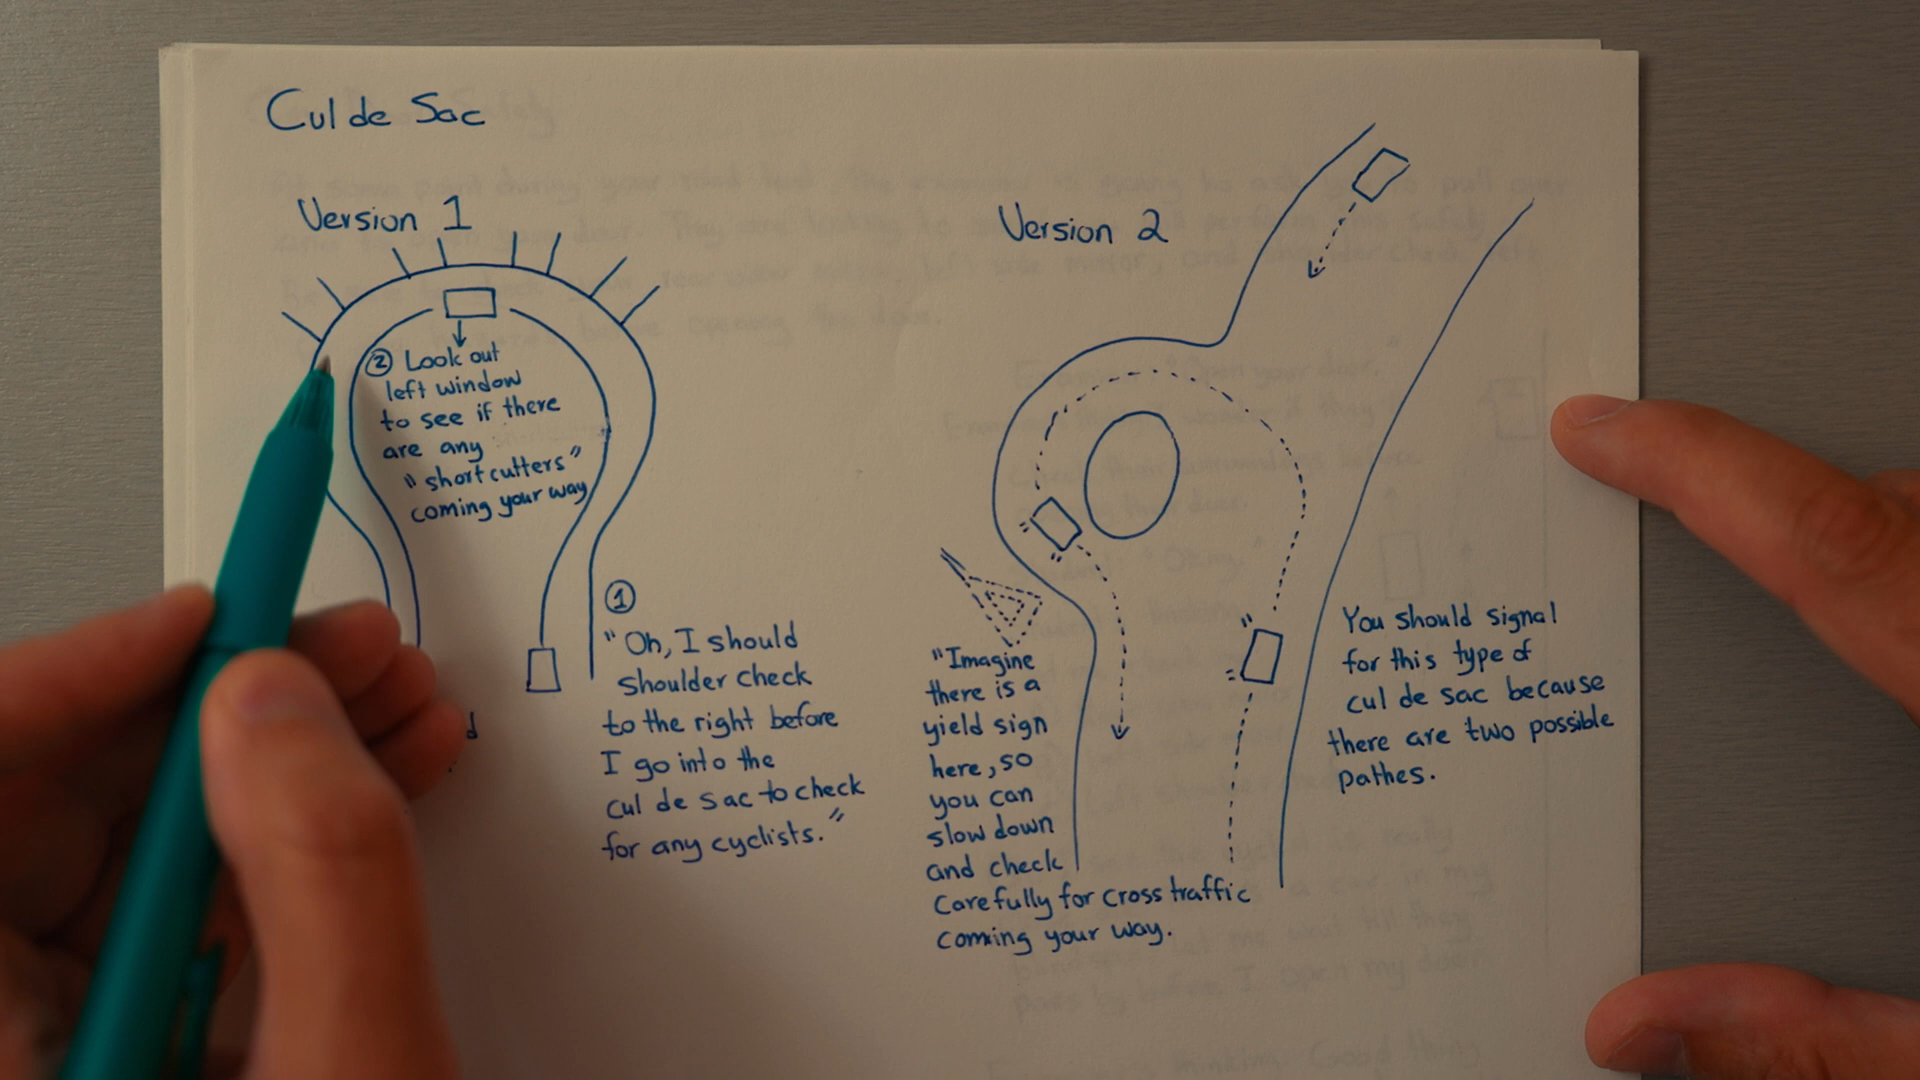 Cul de Sac
Version 1
② Look out
left window
to see if there
are any
"shortcutters"
coming your way
①
"Oh, I should
shoulder check
to the right before
I go into the
cul de sac to check
for any cyclists."
Version 2
"Imagine
there is a
yield sign
here, so
you can
slow down
and check
carefully for cross traffic
coming your way.
You should signal
for this type of
cul de sac because
there are two possible
pathes.